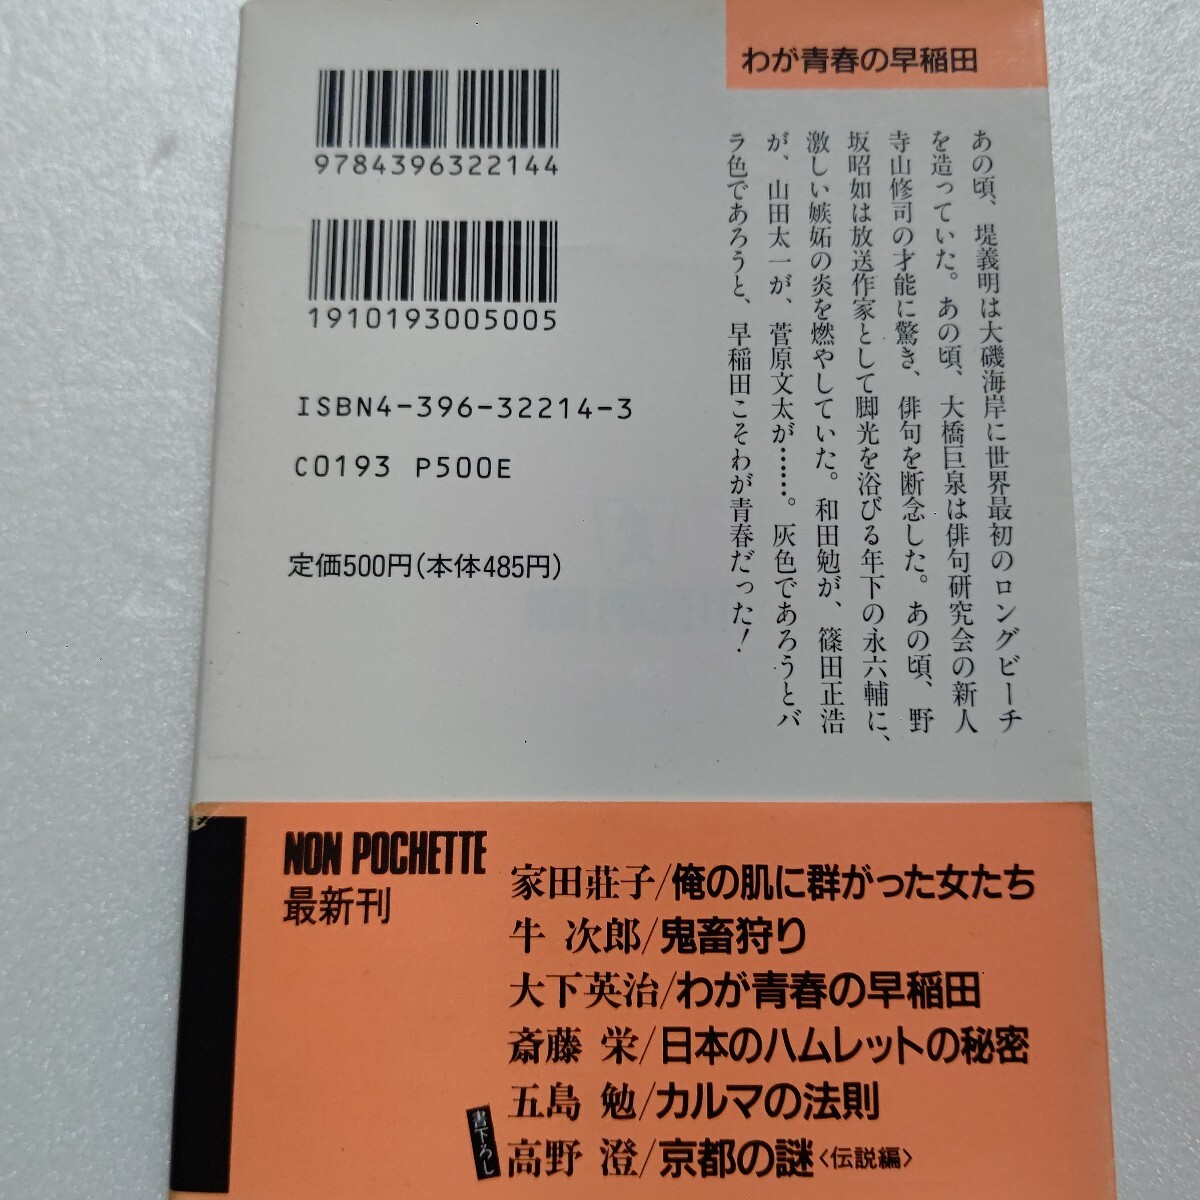 わが青春の早稲田
あの頃、堤義明は大磯海岸に世界最初のロングビーチ
を造っていた。あの頃、大橋巨泉は俳句研究会の新人
寺山修司の才能に驚き、俳句を断念した。あの頃、野
坂昭如は放送作家として脚光を浴びる年下の永六輔に、
激しい嫉妬の炎を燃やしていた。和田勉が、篠田正浩
が、山田太一が、菅原文太が……。灰色であろうとバ
ラ色であろうと、早稲田こそわが青春だった!
9784396322144
1910193005005
ISBN4-396-32214-3
C0193 P500E
定価500円(本体485円)
NON POCHETTE
最新刊
家田荘子/俺の肌に群がった女たち
牛 次郎/鬼畜狩り
大下英治/わが青春の早稲田
斎藤 栄/日本のハムレットの秘密
五島 勉/カルマの法則
書下ろし
高野 澄/京都の謎〈伝説編〉